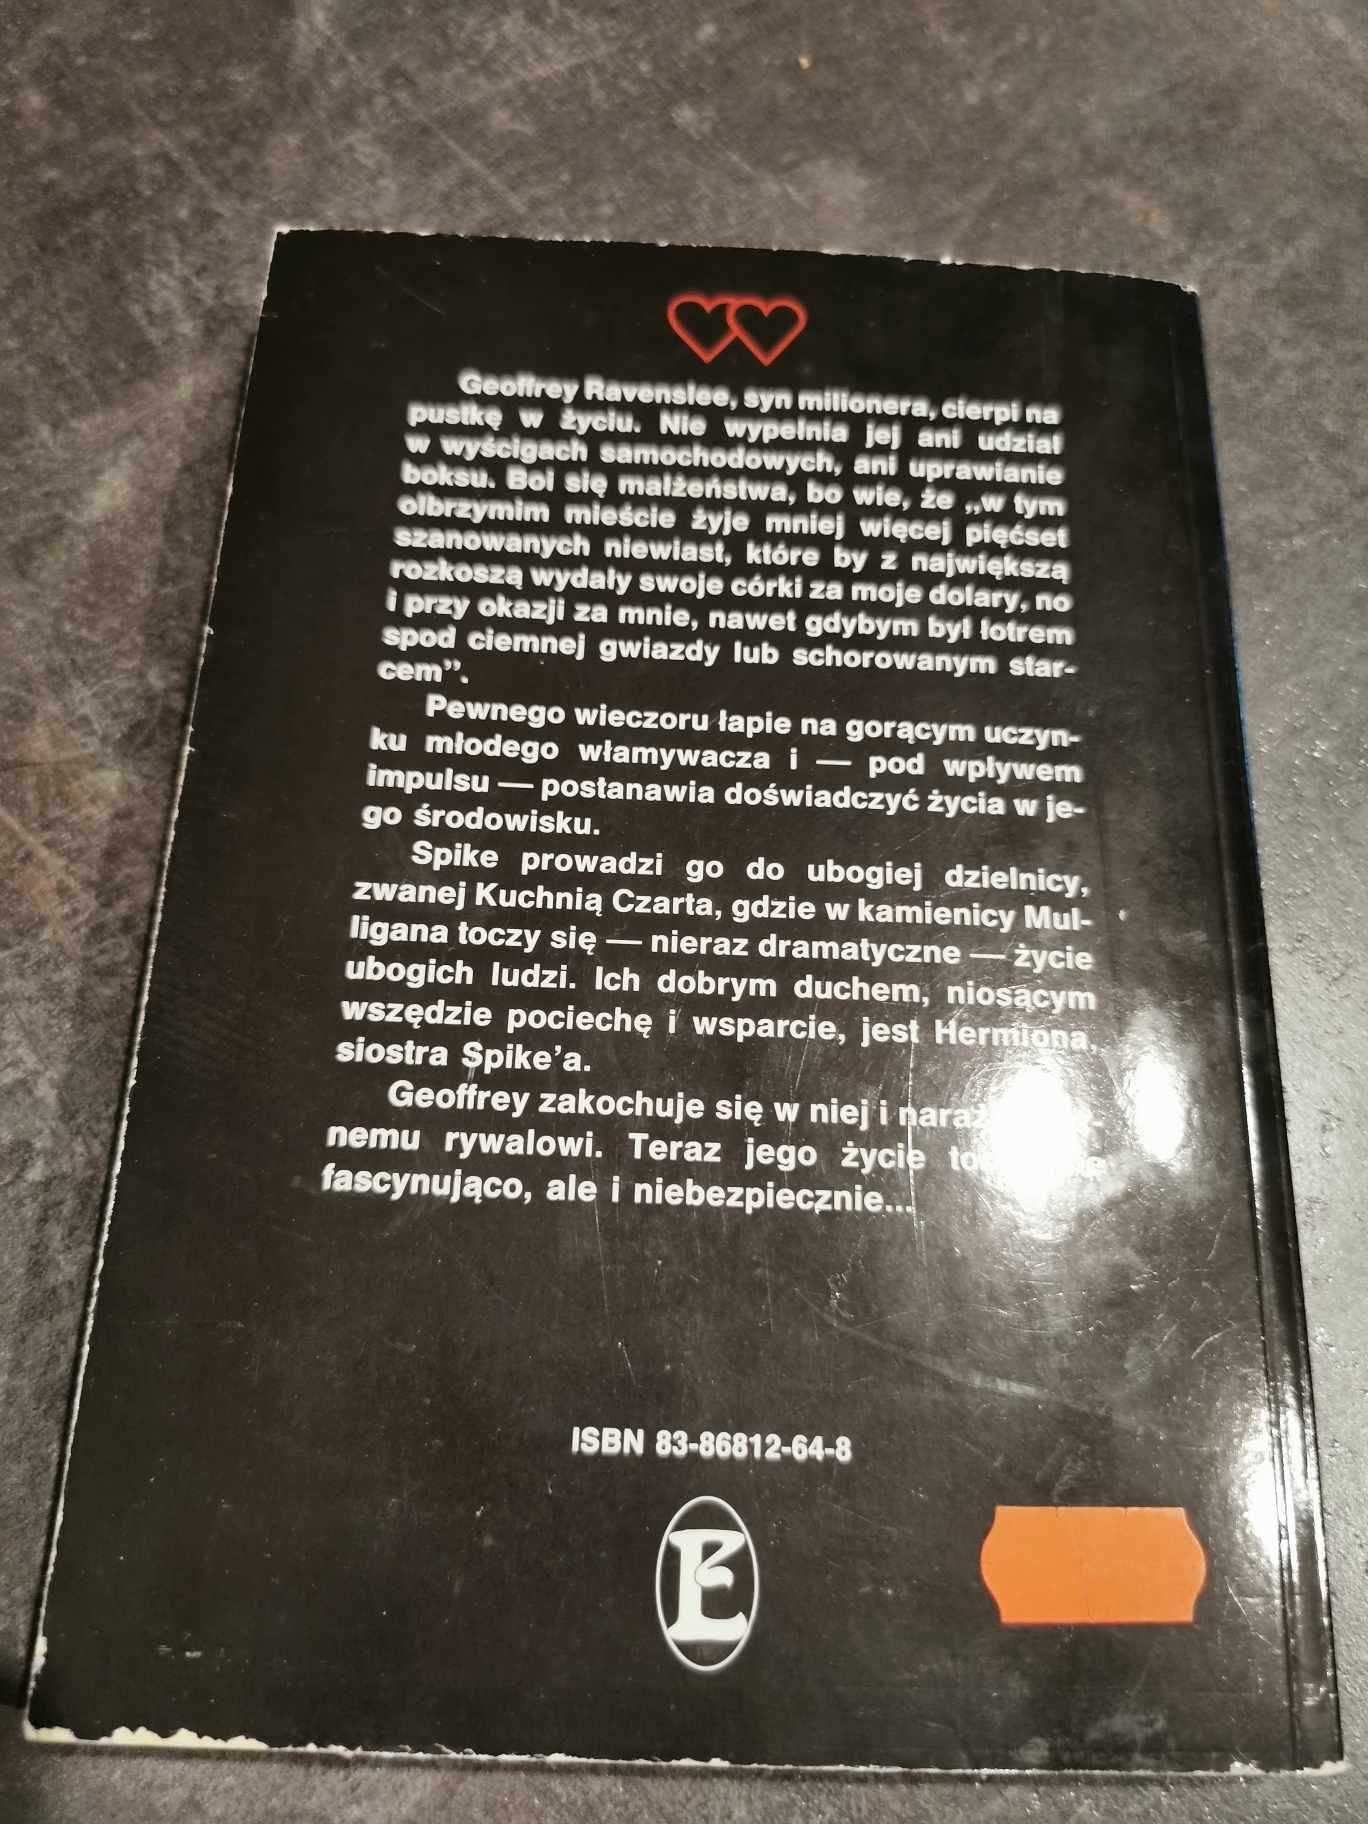 Geoffrey Ravenslee, syn milionera, cierpi na
pustkę w życiu. Nie wypełnia jej ani udział
w wyścigach samochodowych, ani uprawianie
boksu. Boi się małżeństwa, bo wie, że „w tym
olbrzymim mieście żyje mniej więcej pięćset
szanowanych niewiast, które by z największą
rozkoszą wydały swoje córki za moje dolary, no
i przy okazji za mnie, nawet gdybym był łotrem
spod ciemnej gwiazdy lub schorowanym star-
cem”.
Pewnego wieczoru łapie na gorącym uczyn-
ku młodego włamywacza i — pod wpływem
impulsu — postanawia doświadczyć życia w je-
go środowisku.
Spike prowadzi go do ubogiej dzielnicy,
zwanej Kuchnią Czarta, gdzie w kamienicy Mul-
ligana toczy się — nieraz dramatyczne — życie
ubogich ludzi. Ich dobrym duchem, niosącym
wszędzie pociechę i wsparcie, jest Hermiona,
siostra Spike’a.
Geoffrey zakochuje się w niej i
nemu rywalowi. Teraz jego życie
fascynująco, ale i niebezpiecznie...
ISBN 83-86812-64-8
E